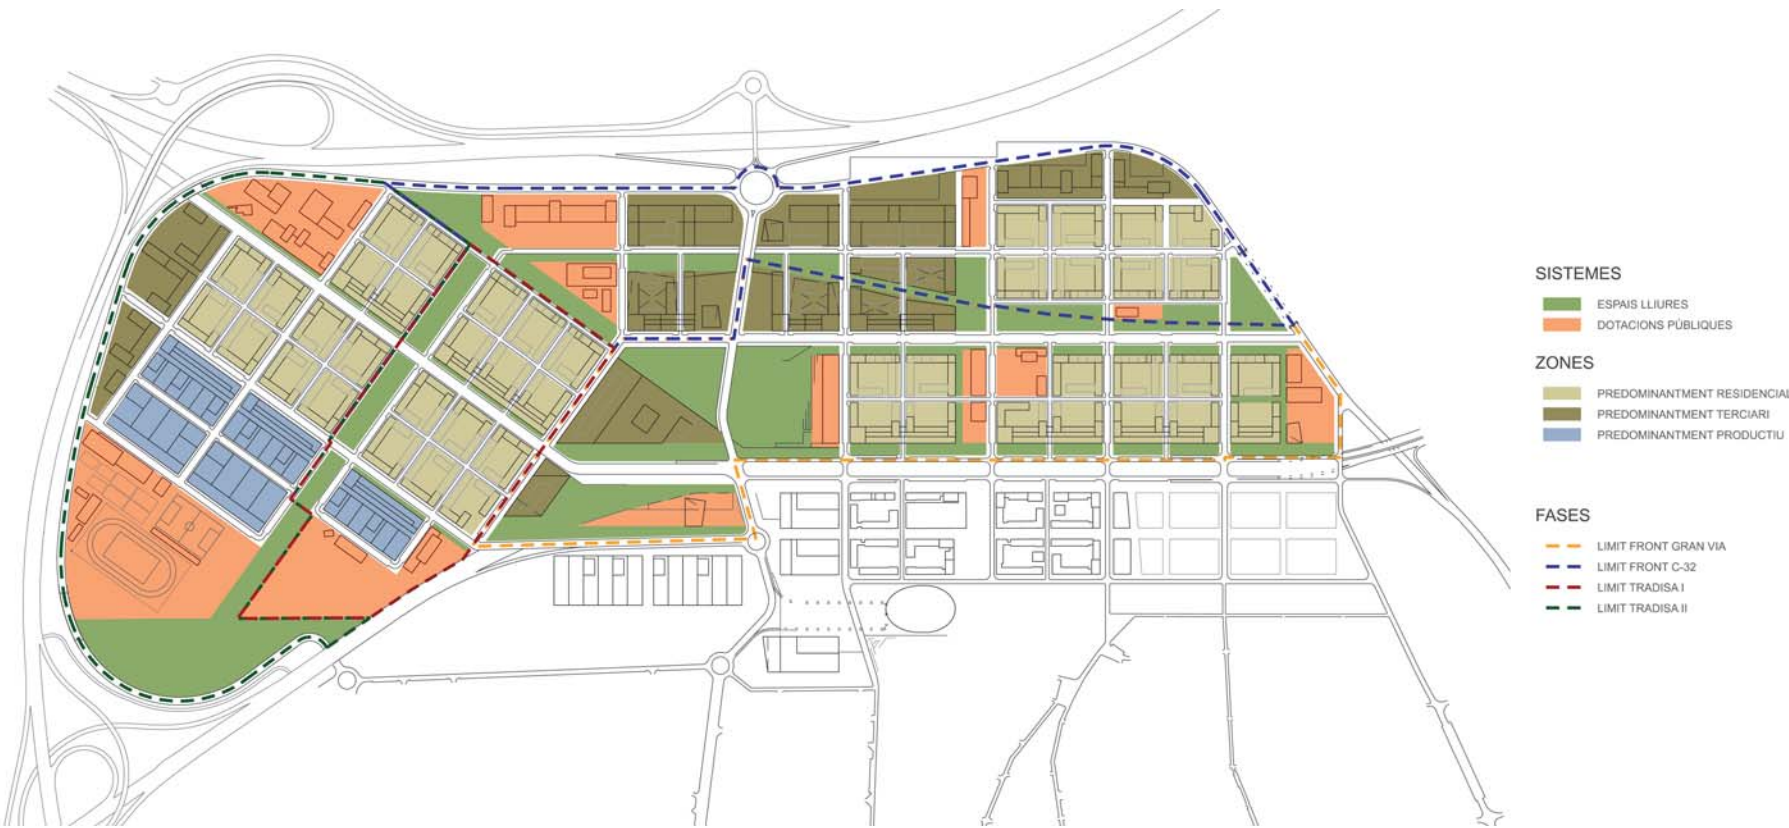 SISTEMES
ESPAIS LLIURES
DOTACIONS PÚBLIQUES
ZONES
PREDOMINANTMENT RESIDENCIAL
PREDOMINANTMENT TERCIARI
PREDOMINANTMENT PRODUCTIU
FASES
LIMIT FRONT GRAN VIA
LIMIT FRONT C-32
LIMIT TRADISA I
LIMIT TRADISA II